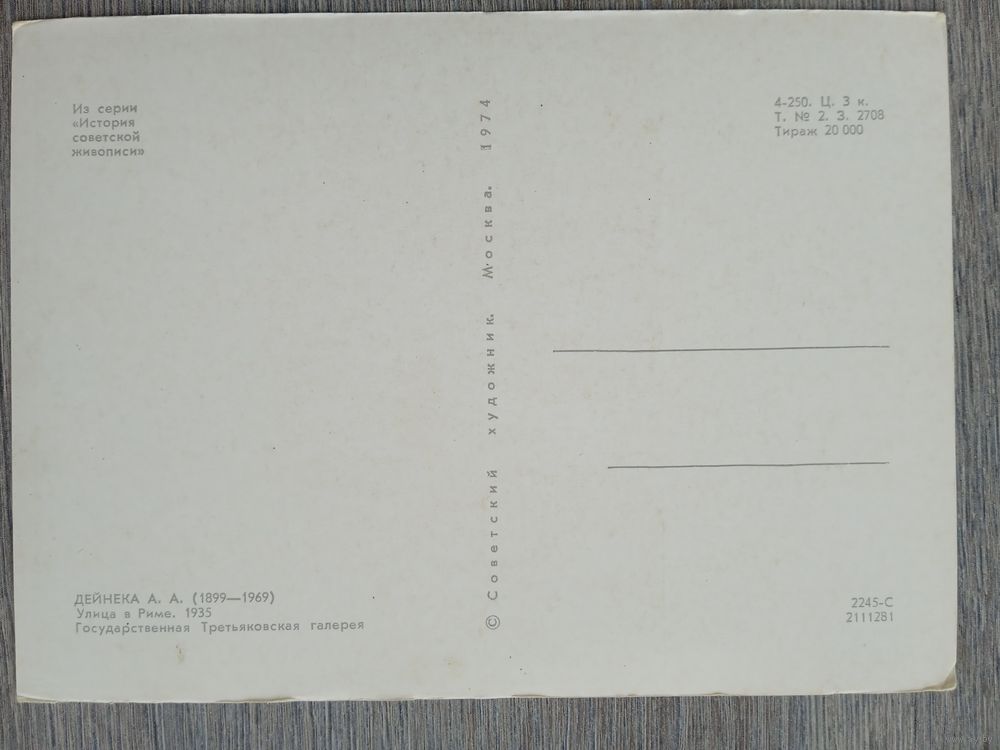 Из серии
«История
советской
живописи»
4-250. Ц. 3 к.
Т. № 2. З. 2708
Тираж 20 000
© Советский художник. Москва. 1974
ДЕЙНЕКА А. А. (1899—1969)
Улица в Риме. 1935
Государственная Третьяковская галерея
2245-С
2111281